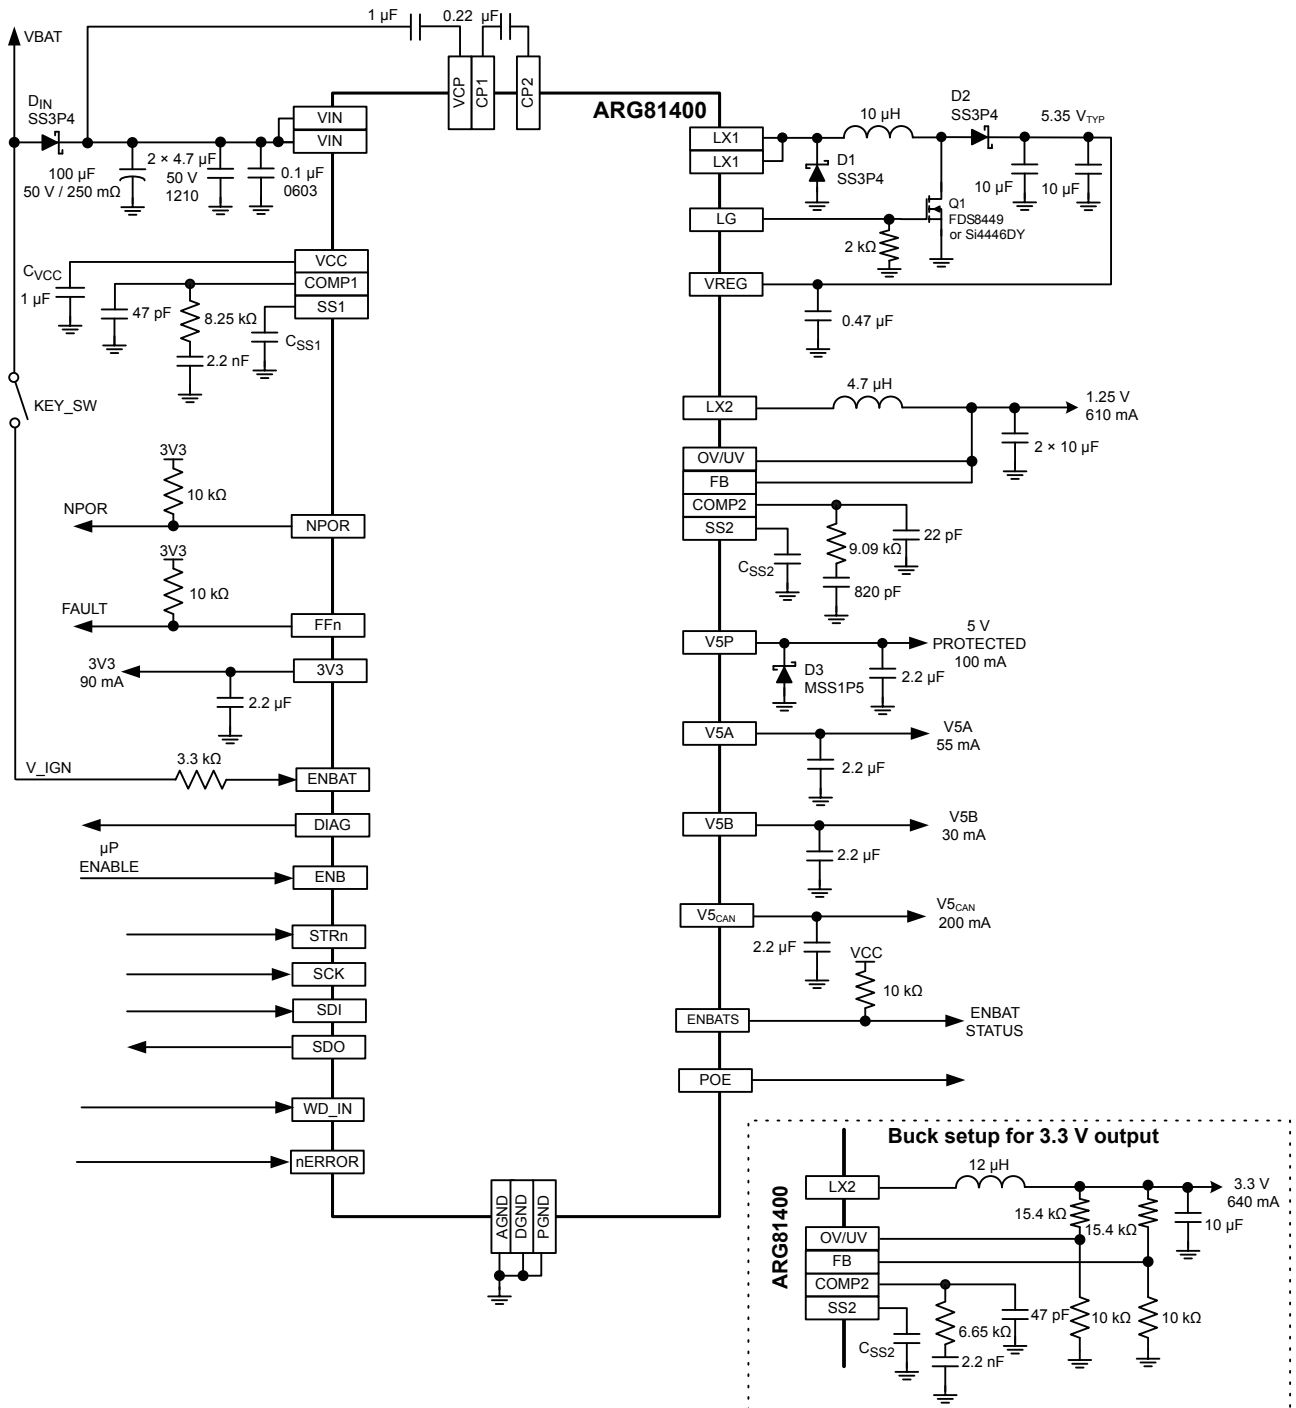 1 µF
0.22 µF
VBAT
VCP
CP1
CP2
ARG81400
DIN
SS3P4
VIN
VIN
100 µF
50 V / 250 mΩ
2 × 4.7 µF
50 V
1210
0.1 µF
0603
LX1
LX1
10 µH
D1
SS3P4
D2
SS3P4
5.35 VTYP
10 µF
10 µF
LG
2 kΩ
Q1
FDS8449
or Si4446DY
VREG
0.47 µF
CVCC
1 µF
VCC
COMP1
SS1
47 pF
8.25 kΩ
2.2 nF
CSS1
KEY_SW
LX2
4.7 µH
1.25 V
610 mA
2 × 10 µF
OV/UV
FB
COMP2
SS2
CSS2
9.09 kΩ
820 pF
22 pF
3V3
10 kΩ
NPOR
NPOR
3V3
10 kΩ
FAULT
FFn
3V3
90 mA
3V3
2.2 µF
V5P
5 V
PROTECTED
100 mA
D3
MSS1P5
2.2 µF
V5A
V5A
55 mA
2.2 µF
V_IGN
3.3 kΩ
ENBAT
DIAG
V5B
V5B
30 mA
2.2 µF
µP
ENABLE
ENB
V5CAN
V5CAN
200 mA
2.2 µF
STRn
SCK
SDI
SDO
VCC
10 kΩ
ENBATS
ENBAT
STATUS
POE
WD_IN
nERROR
AGND
DGND
PGND
Buck setup for 3.3 V output
ARG81400
LX2
12 µH
3.3 V
640 mA
15.4 kΩ
15.4 kΩ
10 µF
OV/UV
FB
COMP2
SS2
CSS2
6.65 kΩ
2.2 nF
47 pF
10 kΩ
10 kΩ